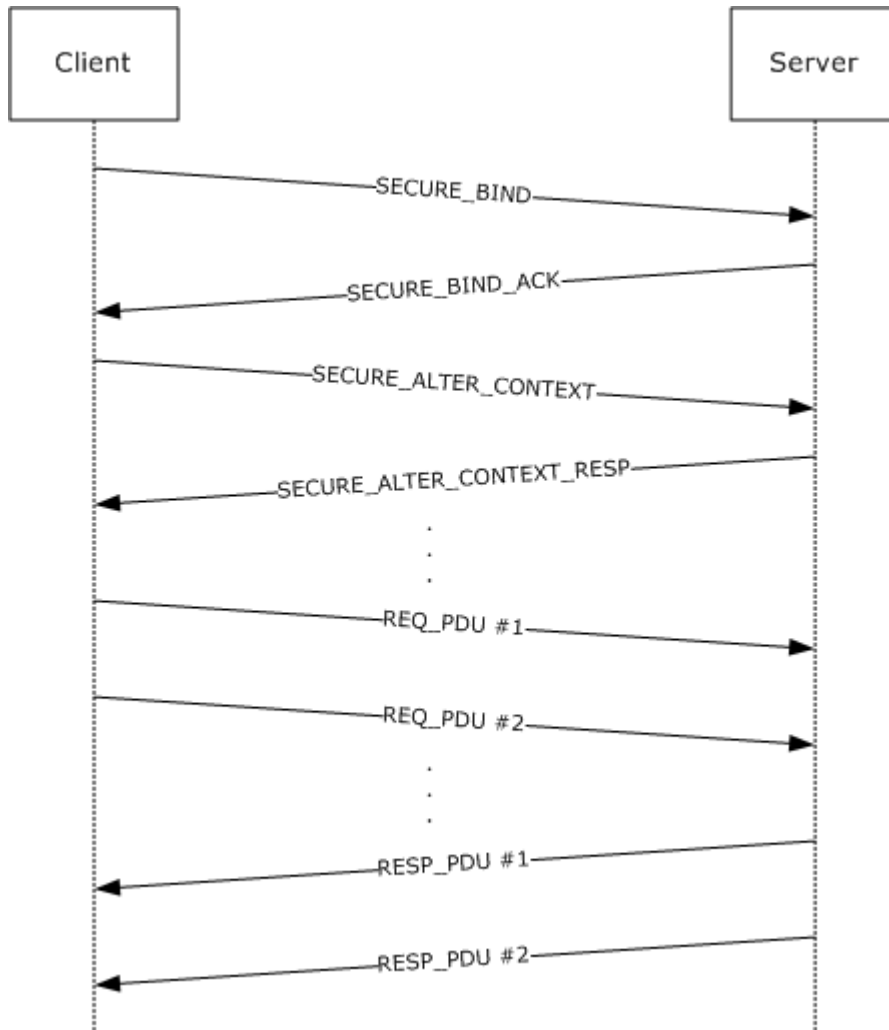 Client
Server
SECURE_BIND
SECURE_BIND_ACK
SECURE_ALTER_CONTEXT
SECURE_ALTER_CONTEXT_RESP
.
.
.
REQ_PDU #1
REQ_PDU #2
.
.
.
RESP_PDU #1
RESP_PDU #2